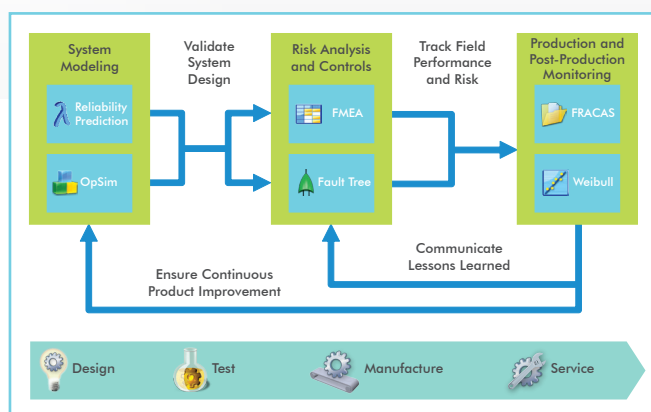 System
Modeling
Validate
System
Design
Risk Analysis
and Controls
Track Field
Performance
and Risk
Production and
Post-Production
Monitoring
λ Reliability
Prediction
FMEA
FRACAS
OpSim
Fault Tree
Weibull
Communicate
Lessons Learned
Ensure Continuous
Product Improvement
Design
Test
Manufacture
Service